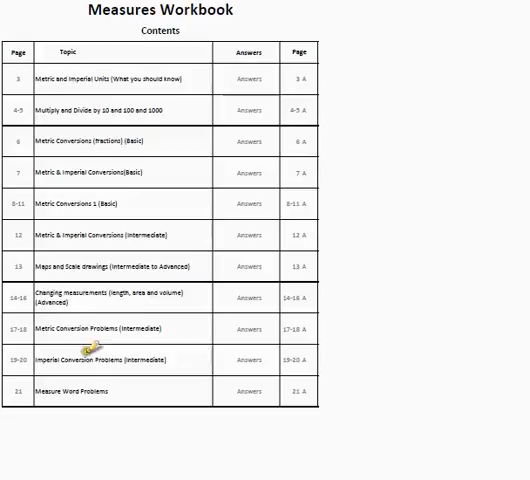 Measures Workbook
Contents
Page Topic Answers Page
3 Metric and Imperial Units (What you should know) Answers 3 A
4-5 Multiply and Divide by 10 and 100 and 1000 Answers 4-5 A
6 Metric Conversions (fractions) (Basic) Answers 6 A
7 Metric & Imperial Conversions(Basic) Answers 7 A
8-11 Metric Conversions 1 (Basic) Answers 8-11 A
12 Metric & Imperial Conversions (Intermediate) Answers 12 A
13 Maps and Scale drawings (Intermediate to Advanced) Answers 13 A
14-16 Changing measurements (length, area and volume) Answers 14-16 A
(Advanced)
17-18 Metric Conversion Problems (Intermediate) Answers 17-18 A
19-20 Imperial Conversion Problems (Intermediate) Answers 19-20 A
21 Measure Word Problems Answers 21 A